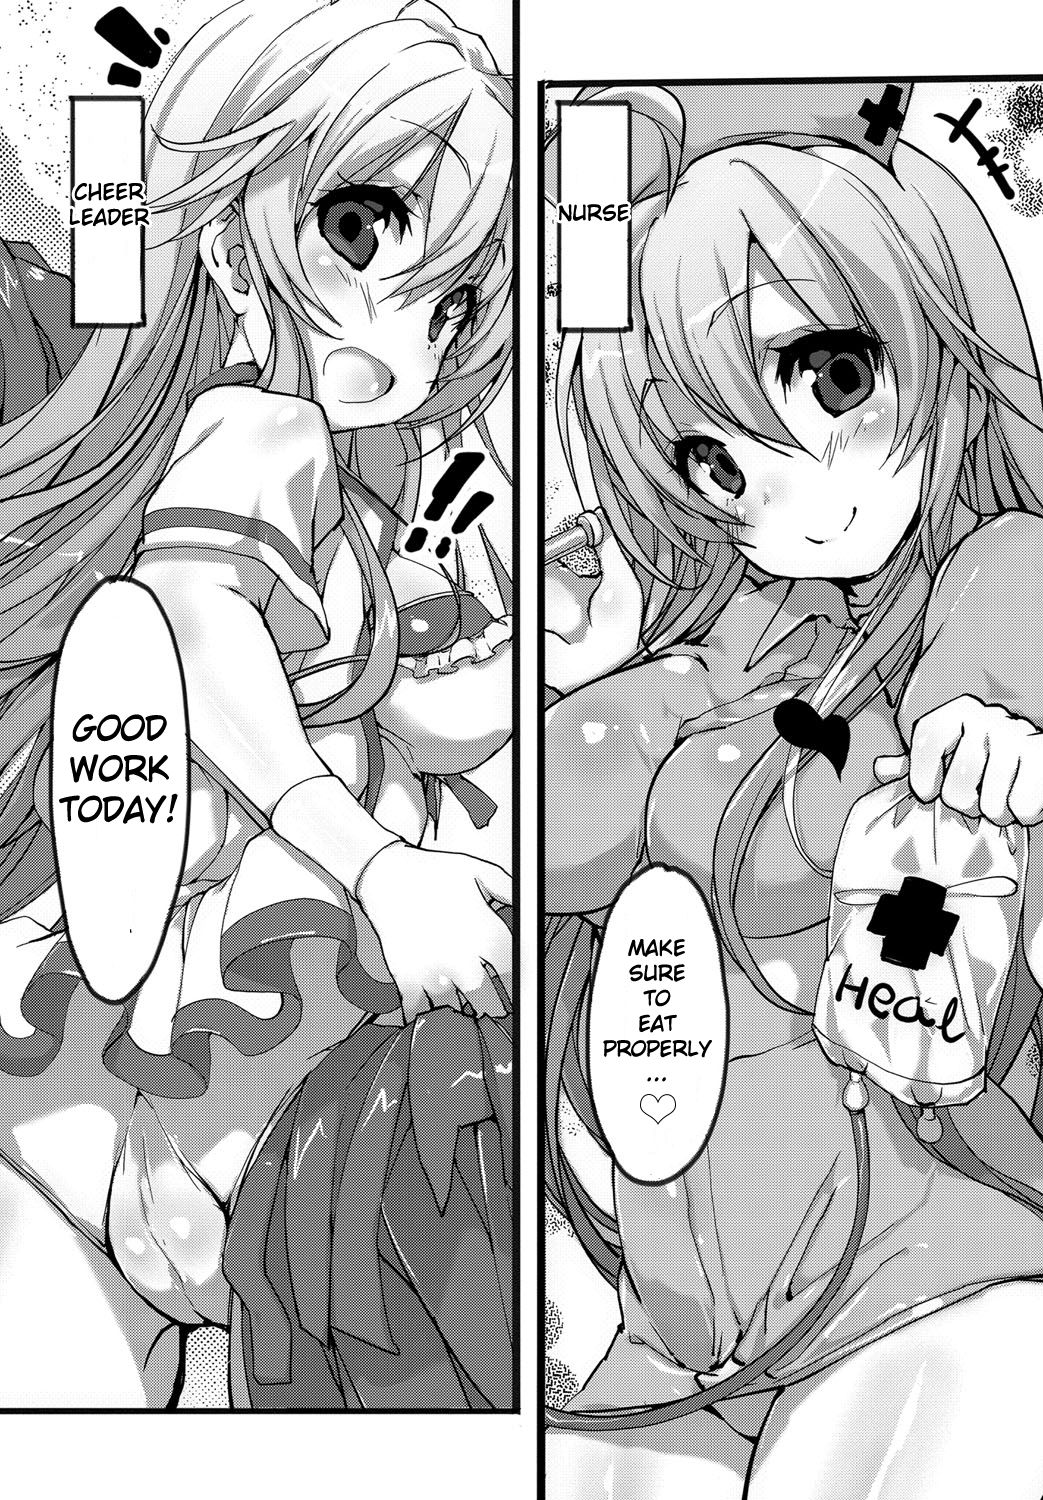 NURSE
Heal
MAKE
SURE
TO
EAT
PROPERLY
...
♡
CHEER
LEADER
!!
!!!
GOOD
WORK
TODAY!